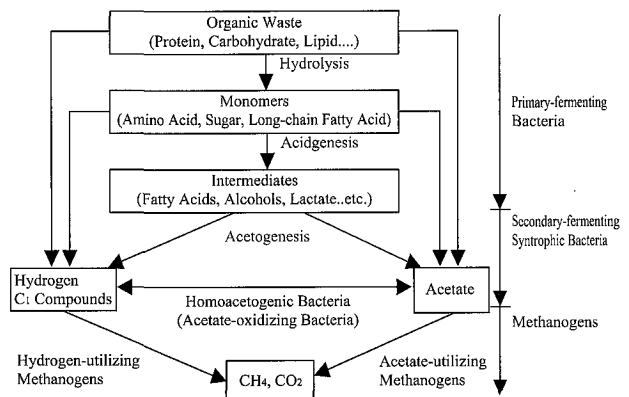 Organic Waste
(Protein, Carbohydrate, Lipid....)
Hydrolysis
Monomers
(Amino Acid, Sugar, Long-chain Fatty Acid)
Primary-fermenting
Bacteria
Acidgenesis
Intermediates
(Fatty Acids, Alcohols, Lactate..etc.)
Acetogenesis
Secondary-fermenting
Syntrophic Bacteria
Hydrogen
C1 Compounds
Homoacetogenic Bacteria
(Acetate-oxidizing Bacteria)
Acetate
Methanogens
Hydrogen-utilizing
Methanogens
CH4, CO2
Acetate-utilizing
Methanogens